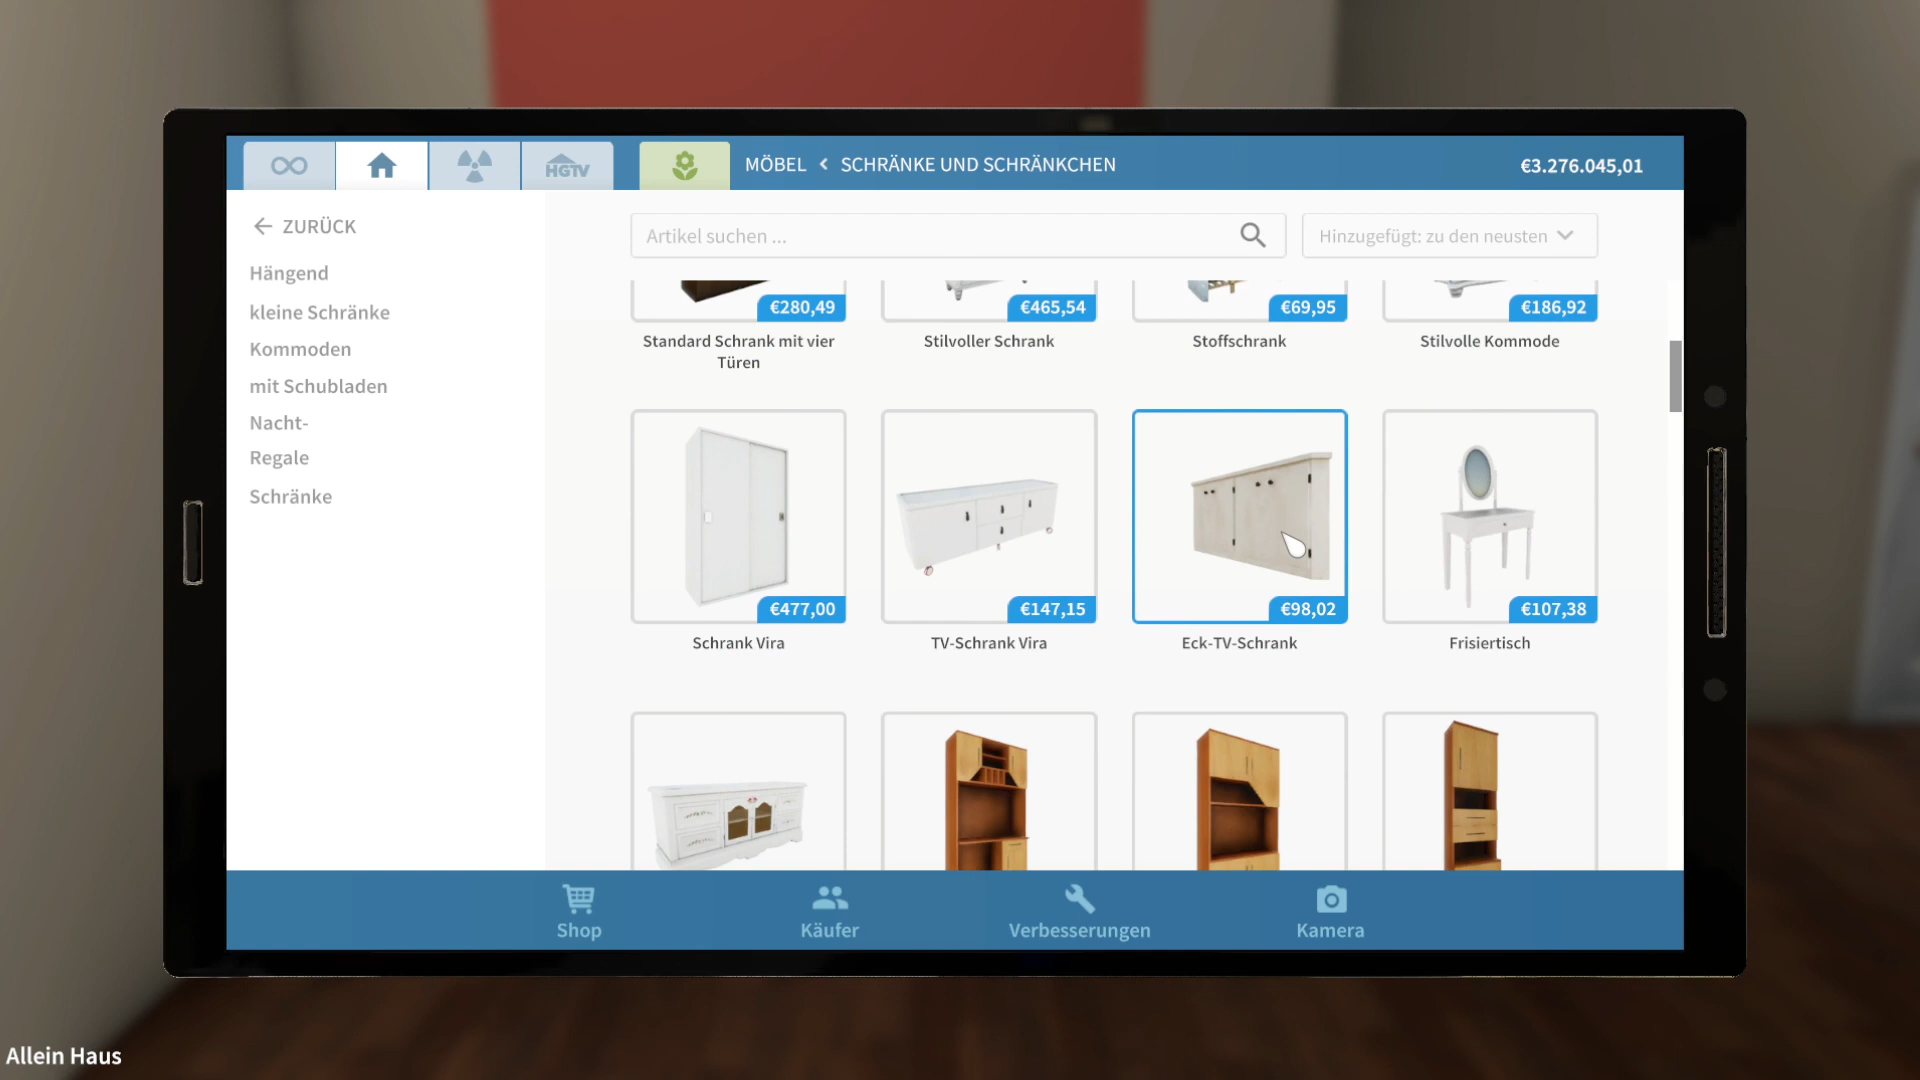 HGTV
MÖBEL < SCHRÄNKE UND SCHRÄNKCHEN
€3.276.045,01
ZURÜCK
Hängend
kleine Schränke
Kommoden
mit Schubladen
Nacht-
Regale
Schränke
Artikel suchen ...
Hinzugefügt: zu den neusten
€280,49
€465,54
€69,95
€186,92
Standard Schrank mit vier
Türen
Stilvoller Schrank
Stoffschrank
Stilvolle Kommode
€477,00
€147,15
€98,02
€107,38
Schrank Vira
TV-Schrank Vira
Eck-TV-Schrank
Frisiertisch
Shop
Käufer
Verbesserungen
Kamera
Allein Haus